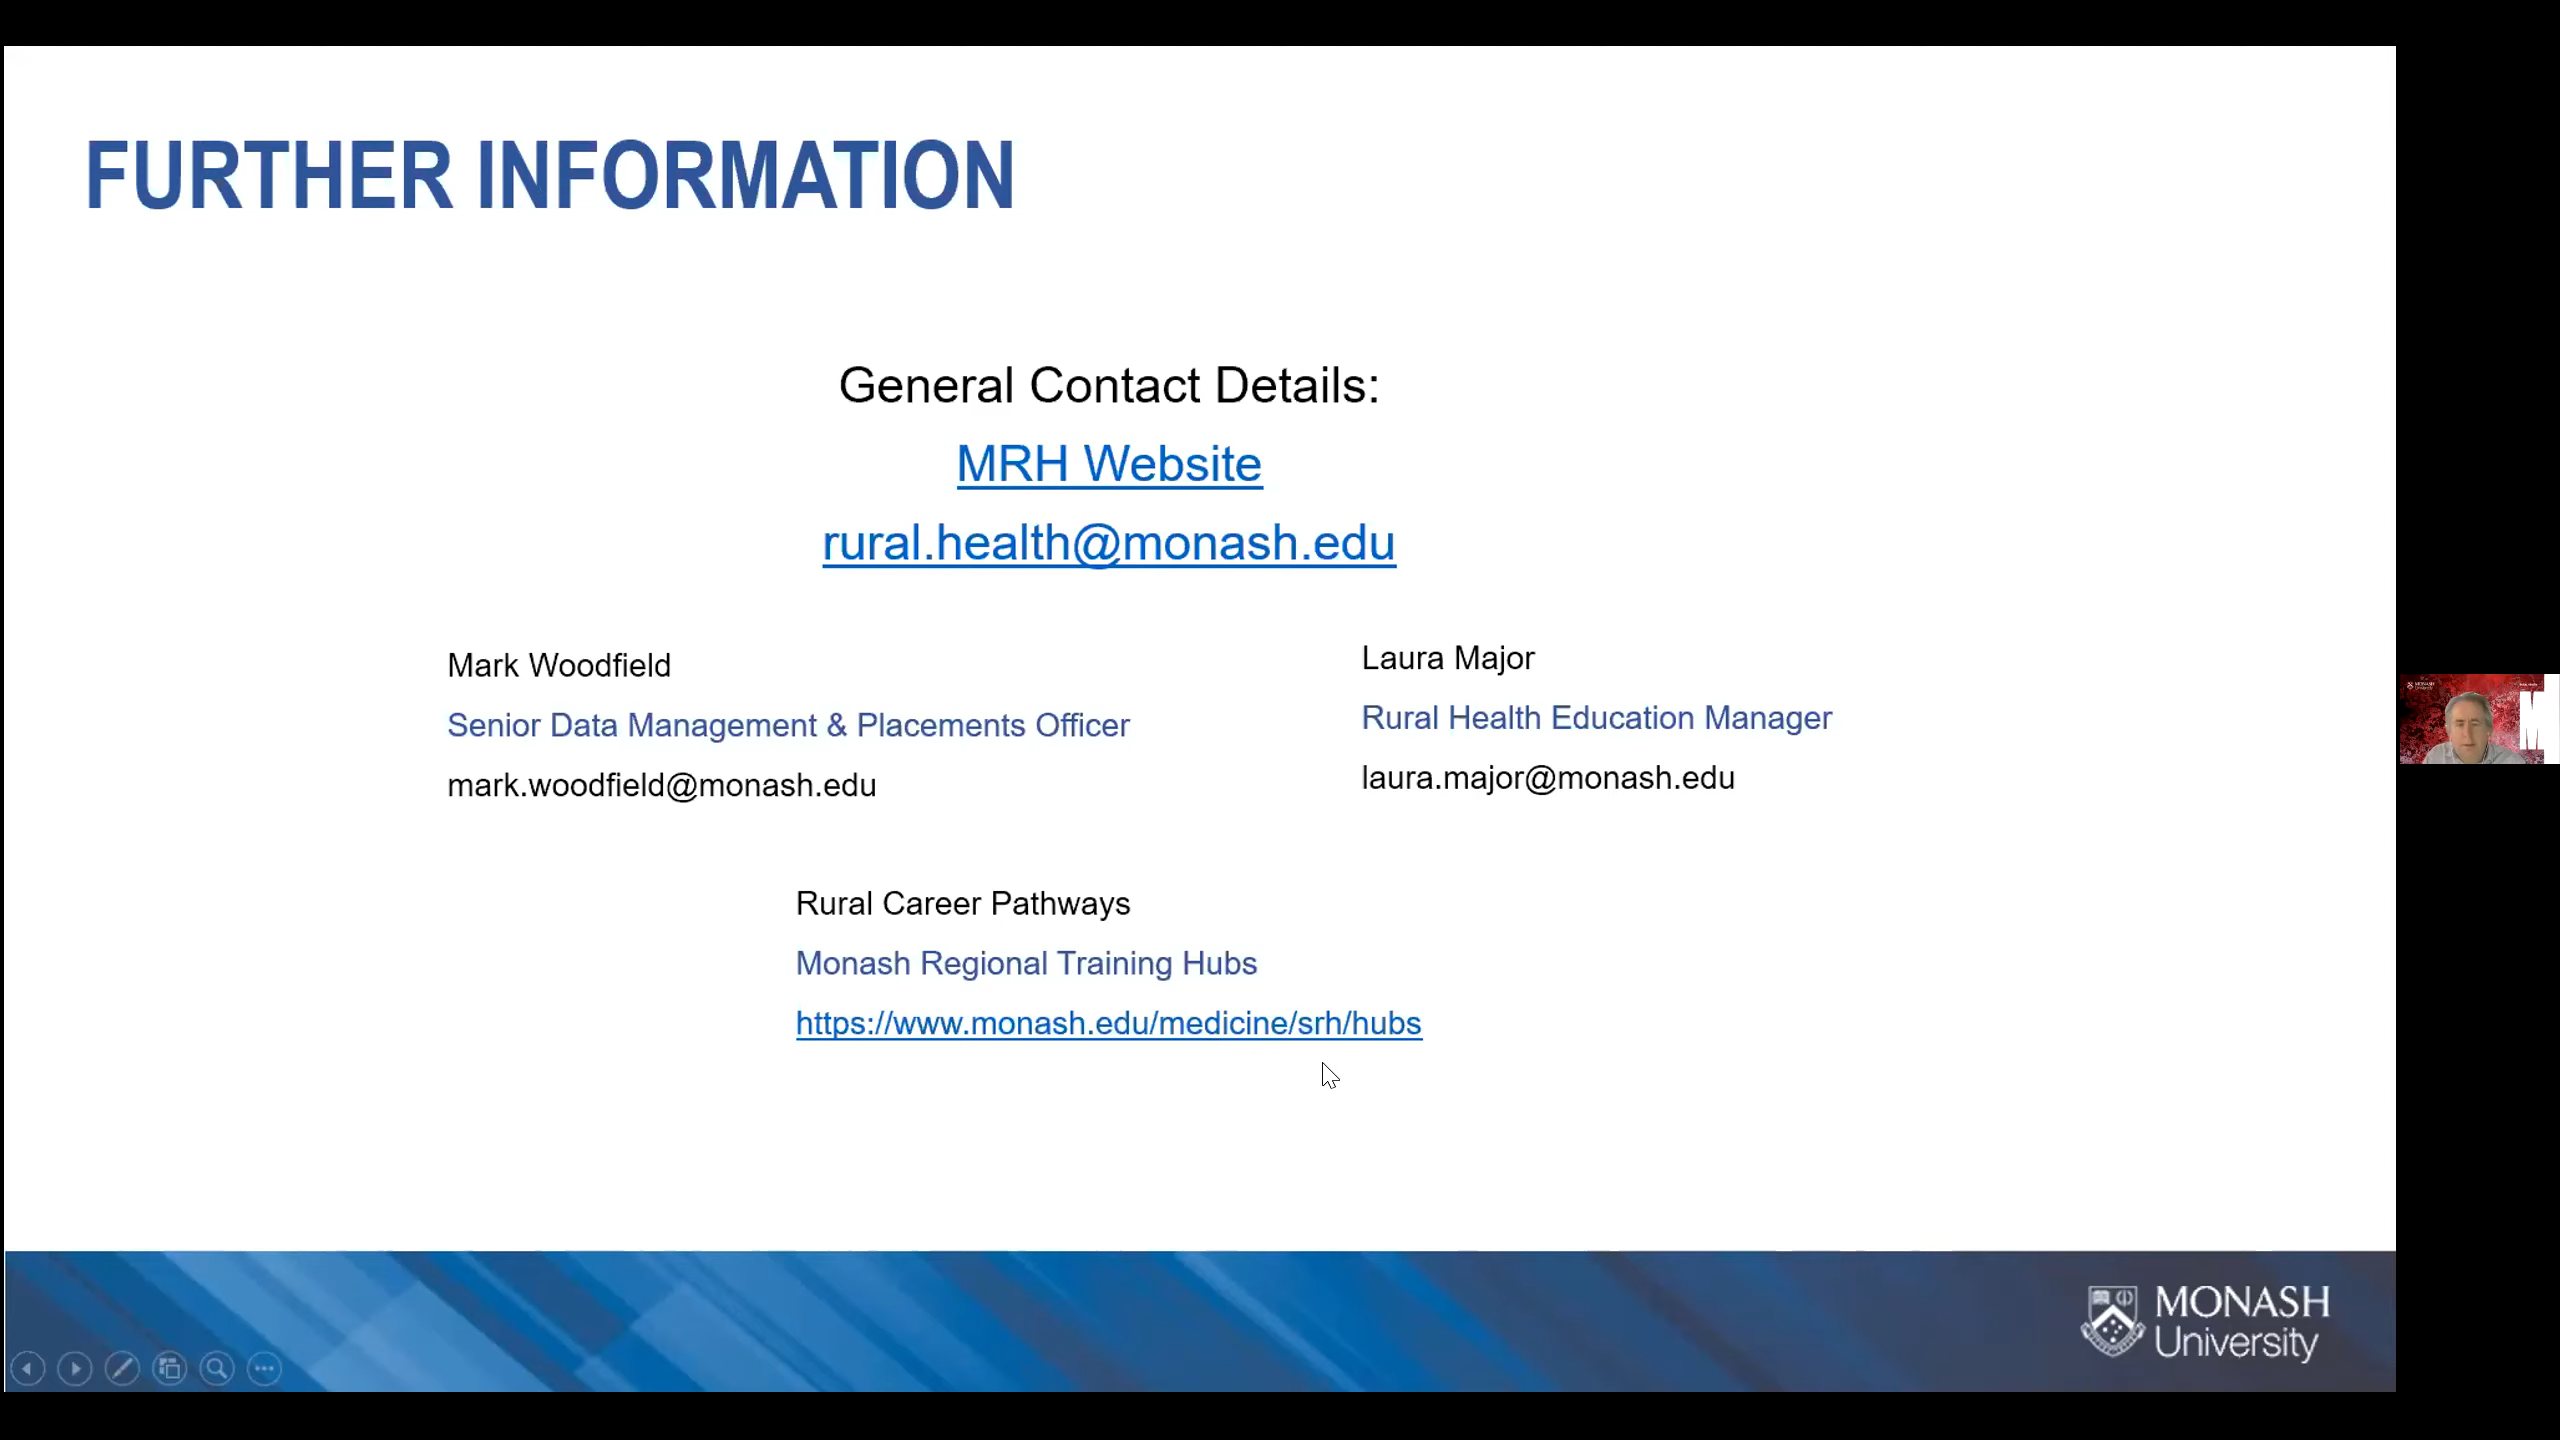 FURTHER INFORMATION
General Contact Details:
MRH Website
rural.health@monash.edu
Mark Woodfield
Senior Data Management & Placements Officer
mark.woodfield@monash.edu
Laura Major
Rural Health Education Manager
laura.major@monash.edu
Rural Career Pathways
Monash Regional Training Hubs
https://www.monash.edu/medicine/srh/hubs
MONASH
University
MONASH
University
M